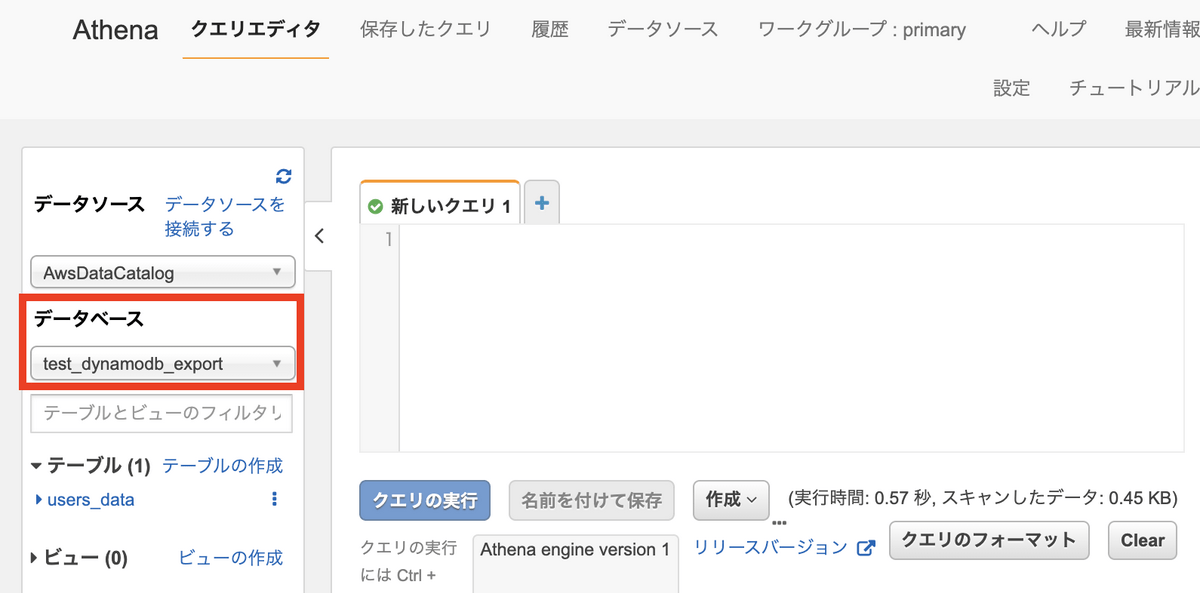 Athena クエリエディタ 保存したクエリ 履歴 データソース ワークグループ : primary ヘルプ 最新情報
設定 チュートリアル
データソース データソースを
接続する
AwsDataCatalog
データベース
test_dynamodb_export
テーブルとビューのフィルタリ
テーブル (1) テーブルの作成
users_data
ビュー (0) ビューの作成
新しいクエリ 1
1
クエリの実行 名前を付けて保存 作成 (実行時間: 0.57 秒, スキャンしたデータ: 0.45 KB)
クエリの実行
には Ctrl +
Athena engine version 1
リリースバージョン
クエリのフォーマット
Clear